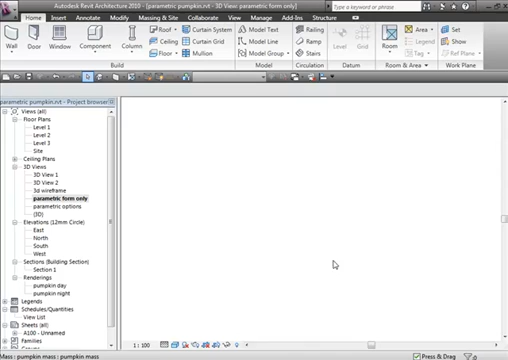 Autodesk Revit Architecture 2010 - [parametric pumpkin.rvt - 3D View: parametric form only]
Type a keyword or phrase
Home Insert Annotate Modify Massing & Site Collaborate View Manage Add-Ins Structure
Wall Door Window Component Column
Roof Ceiling Floor
Curtain System Curtain Grid Mullion
Model Text Model Line Model Group
Railing Ramp Stairs
Level Grid
Room Area Legend Tag
Set Show Ref Plane
Build Model Circulation Datum Room & Area Work Plane
parametric pumpkin.rvt - Project browser
Views (all)
Floor Plans
Level 1
Level 2
Level 3
Site
Ceiling Plans
3D Views
3D View 1
3D View 2
3d wireframe
parametric form only
parametric options
{3D}
Elevations (12mm Circle)
East
North
South
West
Sections (Building Section)
Section 1
Renderings
pumpkin day
pumpkin night
Legends
Schedules/Quantities
View List
Sheets (all)
A100 - Unnamed
Families
1 : 100
Mass : pumpkin mass : pumpkin mass
Press & Drag